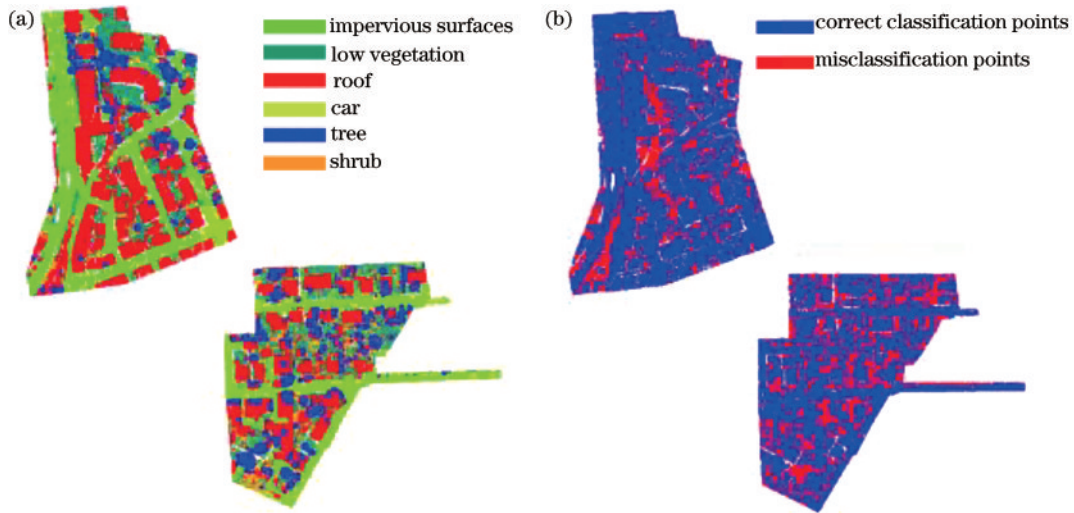 (a)
impervious surfaces
low vegetation
roof
car
tree
shrub
(b)
correct classification points
misclassification points